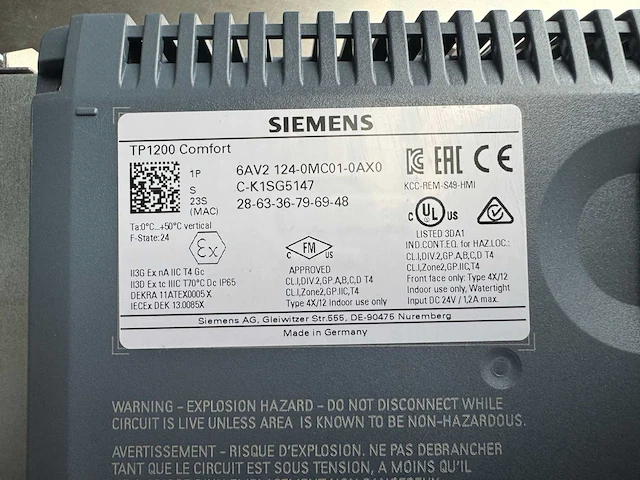 SIEMENS
TP1200 Comfort
1P 6AV2 124-0MC01-0AX0
S C-K1SG5147
23S (MAC) 28-63-36-79-69-48
KCC-REM-S49-HMI
Ta:0°C...+50°C vertical
F-State:24
Ex
FM
APPROVED
c UL us
LISTED 3DA1
EAC CE
II3G Ex nA IIC T4 Gc
II3D Ex tc IIIC T70°C Dc IP65
DEKRA 11ATEX0005 X
IECEx DEK 13.0085X
CL.I,DIV.2,GP.A,B,C,D T4
CL.I,Zone2,GP.IIC,T4
Type 4X/12 Indoor use only
IND.CONT.EQ. for HAZ.LOC.:
CL.I,DIV.2,GP.A,B,C,D T4
CL.I,Zone2,GP.IIC,T4
Front face only: Type 4X/12
Indoor use only, Watertight
Input DC 24V / 1,2A max.
Siemens AG, Gleiwitzer Str.555, DE-90475 Nuremberg
Made in Germany
WARNING - EXPLOSION HAZARD - DO NOT DISCONNECT WHILE
CIRCUIT IS LIVE UNLESS AREA IS KNOWN TO BE NON-HAZARDOUS.
AVERTISSEMENT - RISQUE D'EXPLOSION. NE PAS DEBRANCHER
TANT QUE LE CIRCUIT EST SOUS TENSION, A MOINS QU'IL